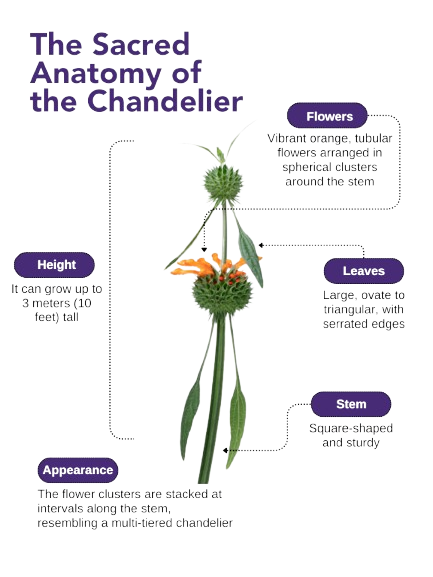 The Sacred
Anatomy of
the Chandelier
Flowers
Vibrant orange, tubular
flowers arranged in
spherical clusters
around the stem
Height
It can grow up to
3 meters (10
feet) tall
Leaves
Large, ovate to
triangular, with
serrated edges
Stem
Square-shaped
and sturdy
Appearance
The flower clusters are stacked at
intervals along the stem,
resembling a multi-tiered chandelier